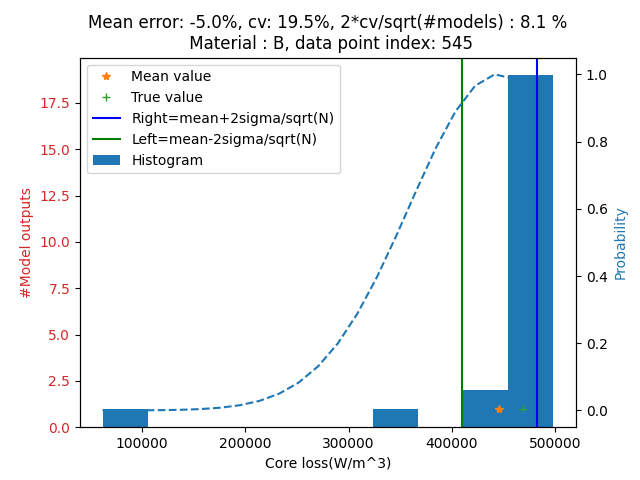 Mean error: -5.0%, cv: 19.5%, 2*cv/sqrt(#models) : 8.1 %
Material : B, data point index: 545
Mean value
True value
Right=mean+2sigma/sqrt(N)
Left=mean-2sigma/sqrt(N)
Histogram
#Model outputs
17.5
15.0
12.5
10.0
7.5
5.0
2.5
0.0
1.0
0.8
0.6
0.4
0.2
0.0
Probability
100000
200000
300000
400000
500000
Core loss(W/m^3)